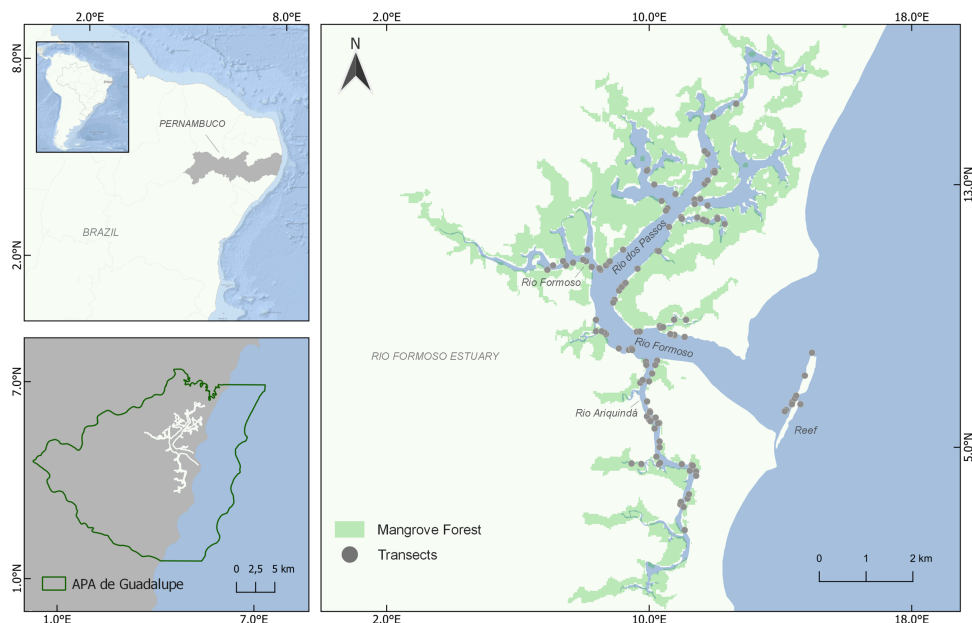 2.0°E
8.0°E
8.0°N
2.0°N
PERNAMBUCO
BRAZIL
7.0°N
1.0°N
APA de Guadalupe
0 2,5 5 km
1.0°E
7.0°E
2.0°E
10.0°E
18.0°E
N
13.0°N
5.0°N
Rio dos Passos
Rio Formoso
Rio Formoso
RIO FORMOSO ESTUARY
Rio Ariquindá
Reef
Mangrove Forest
Transects
0 1 2 km
2.0°E
10.0°E
18.0°E